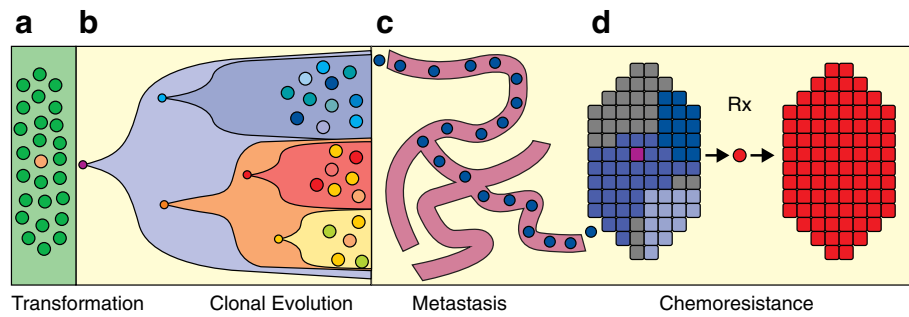 a b c d
Rx
Transformation Clonal Evolution Metastasis Chemoresistance